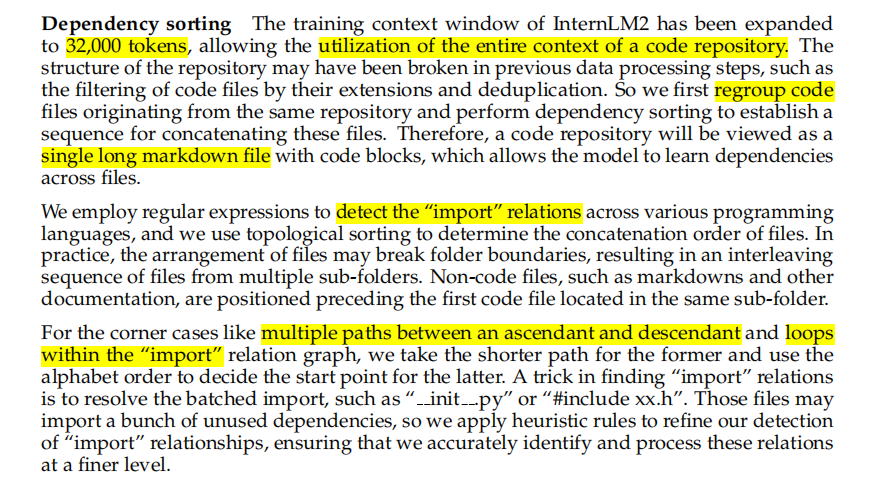 Dependency sorting The training context window of InternLM2 has been expanded
to 32,000 tokens, allowing the utilization of the entire context of a code repository. The
structure of the repository may have been broken in previous data processing steps, such as
the filtering of code files by their extensions and deduplication. So we first regroup code
files originating from the same repository and perform dependency sorting to establish a
sequence for concatenating these files. Therefore, a code repository will be viewed as a
single long markdown file with code blocks, which allows the model to learn dependencies
across files.
We employ regular expressions to detect the “import” relations across various programming
languages, and we use topological sorting to determine the concatenation order of files. In
practice, the arrangement of files may break folder boundaries, resulting in an interleaving
sequence of files from multiple sub-folders. Non-code files, such as markdowns and other
documentation, are positioned preceding the first code file located in the same sub-folder.
For the corner cases like multiple paths between an ascendant and descendant and loops
within the “import” relation graph, we take the shorter path for the former and use the
alphabet order to decide the start point for the latter. A trick in finding “import” relations
is to resolve the batched import, such as “__init__.py” or “#include xx.h”. Those files may
import a bunch of unused dependencies, so we apply heuristic rules to refine our detection
of “import” relationships, ensuring that we accurately identify and process these relations
at a finer level.